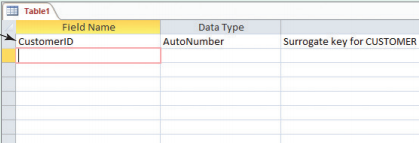 Table1
Field Name Data Type
CustomerID AutoNumber Surrogate key for CUSTOMER